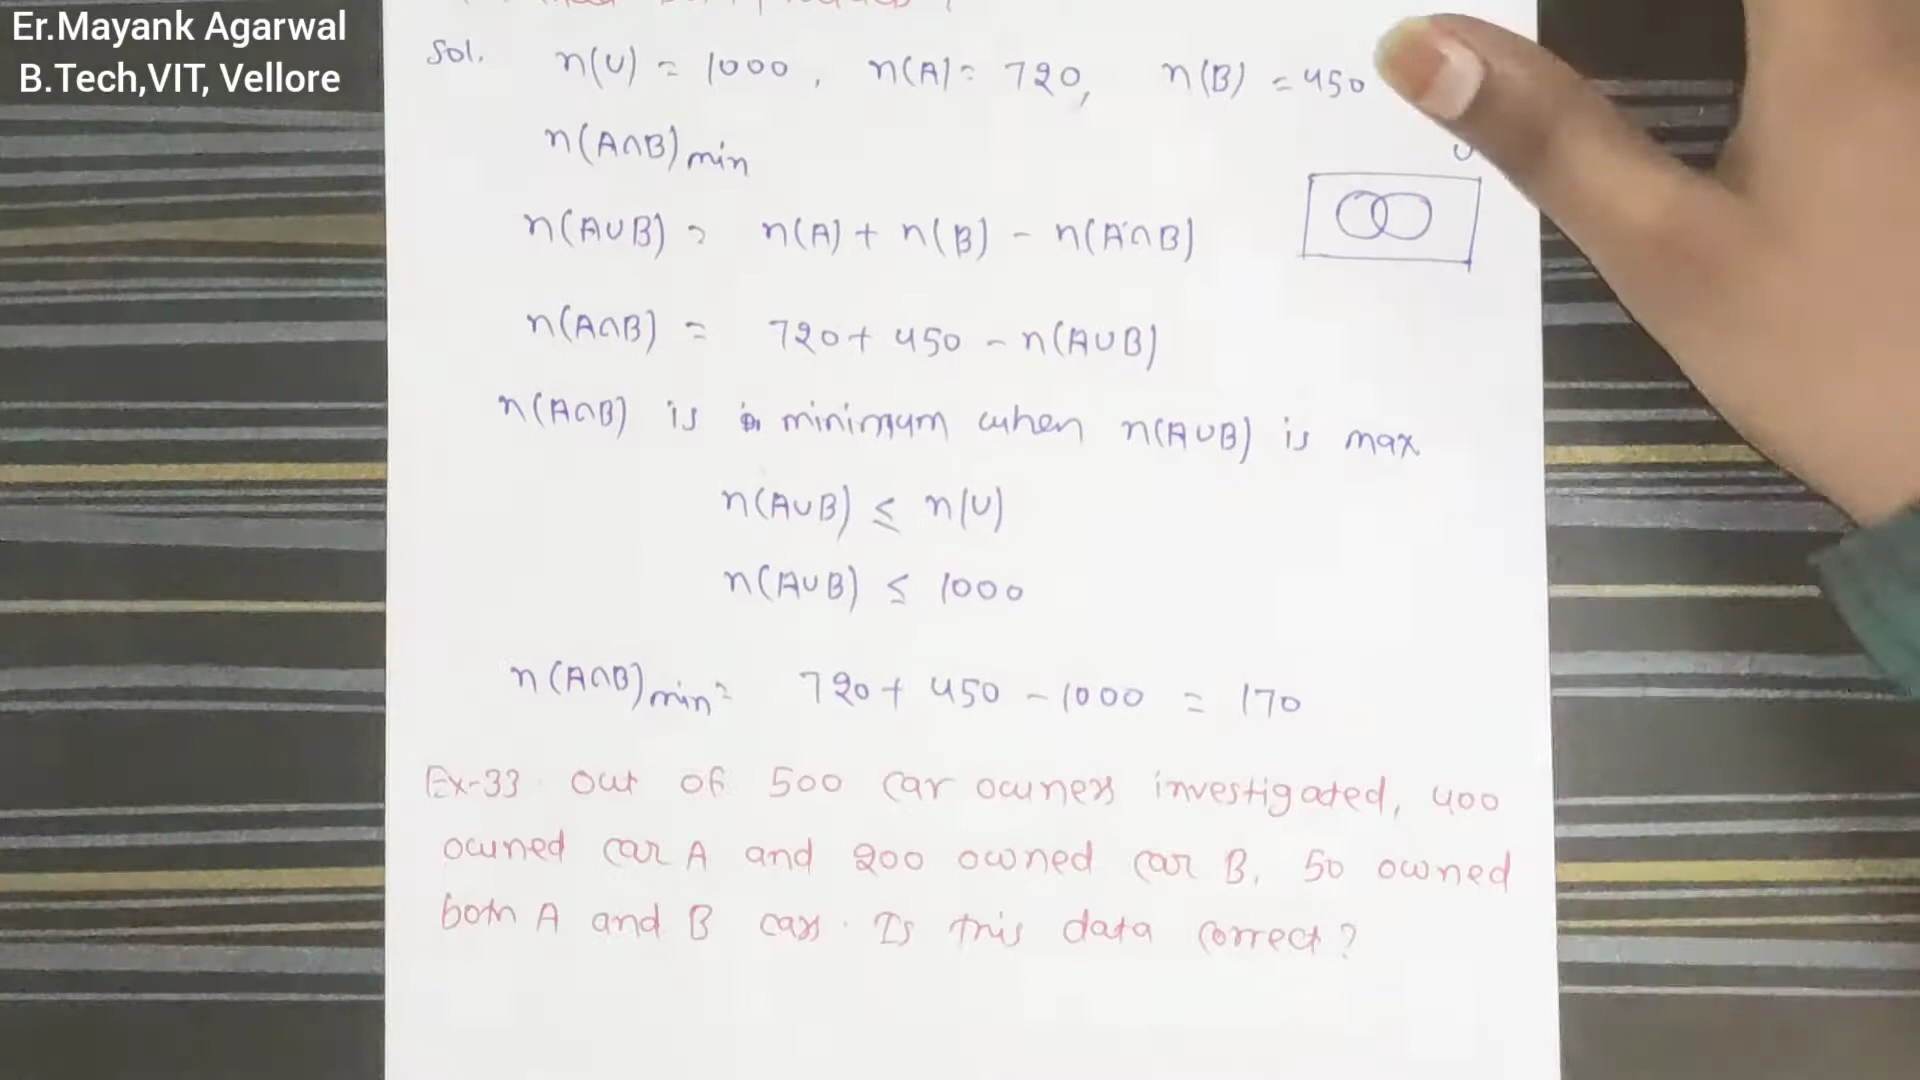 Er.Mayank Agarwal
B.Tech,VIT, Vellore
Sol. n(U) = 1000, n(A) = 720, n(B) = 450
n(A∩B) min
U
n(A∪B) = n(A) + n(B) - n(A∩B)
n(A∩B) = 720 + 450 - n(A∪B)
n(A∩B) is minimum when n(A∪B) is max
n(A∪B) ≤ n(U)
n(A∪B) ≤ 1000
n(A∩B) min = 720 + 450 - 1000 = 170
Ex-33. Out of 500 car owners investigated, 400
owned car A and 200 owned car B, 50 owned
both A and B cars. Is this data correct?